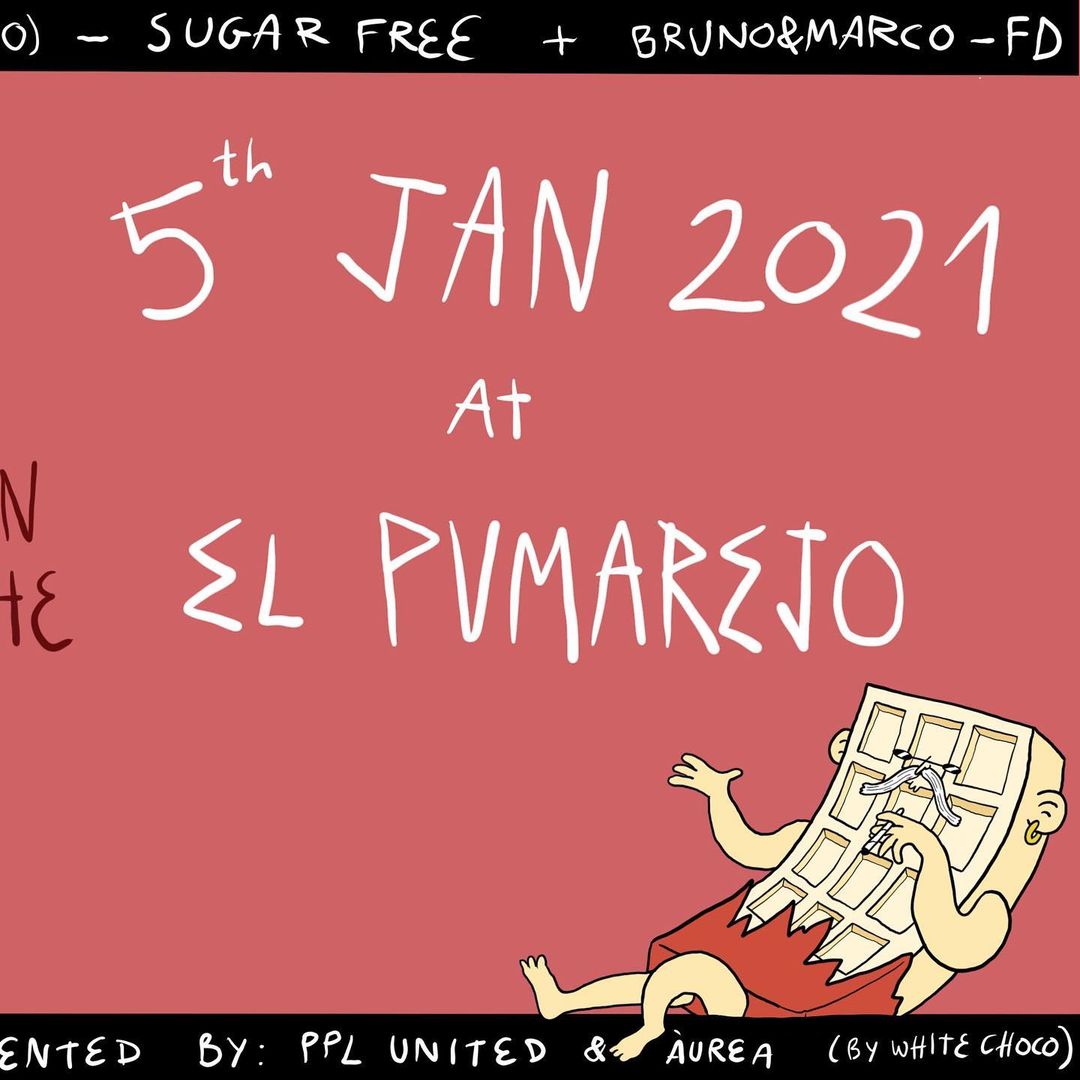 O) - SUGAR FREE + BRUNO&MARCO - FD
5th JAN 2021
At
N
HE
EL PUMAREJO
ENTED BY: PPL UNITED & ÀUREA (BY WHITE CHOCO)